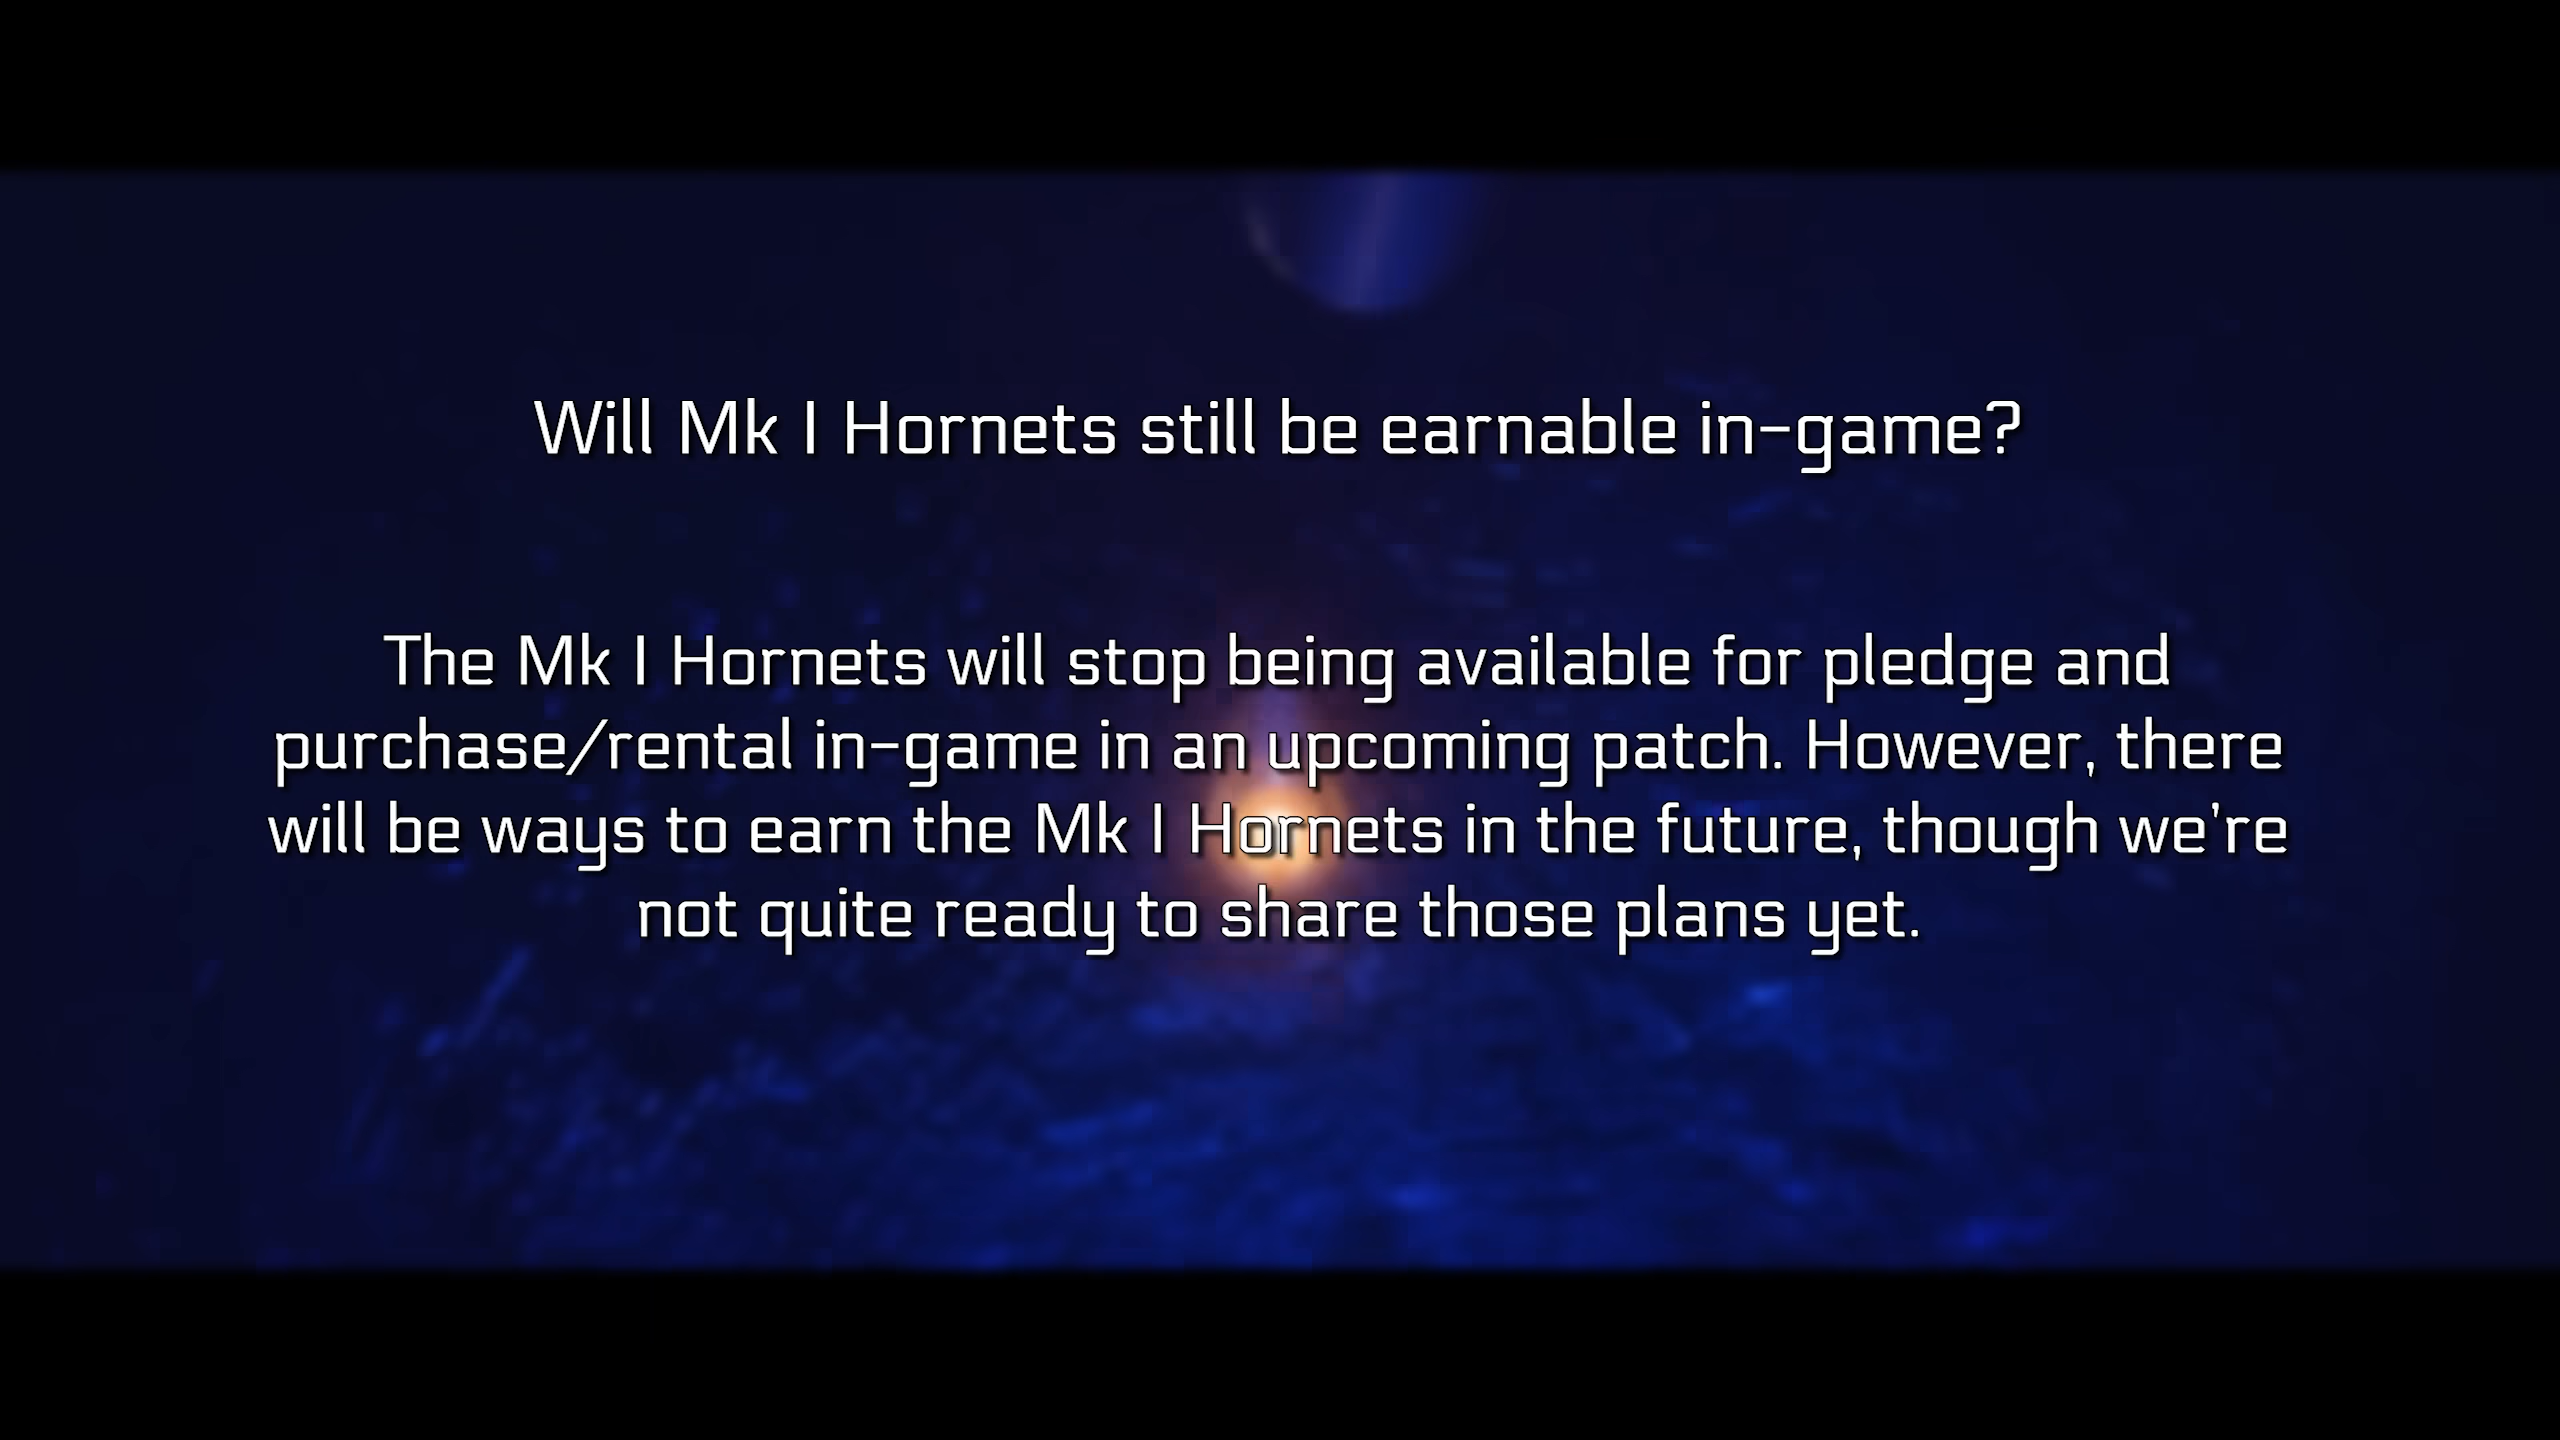 Will Mk I Hornets still be earnable in-game?
The Mk I Hornets will stop being available for pledge and
purchase/rental in-game in an upcoming patch. However, there
will be ways to earn the Mk I Hornets in the future, though we're
not quite ready to share those plans yet.